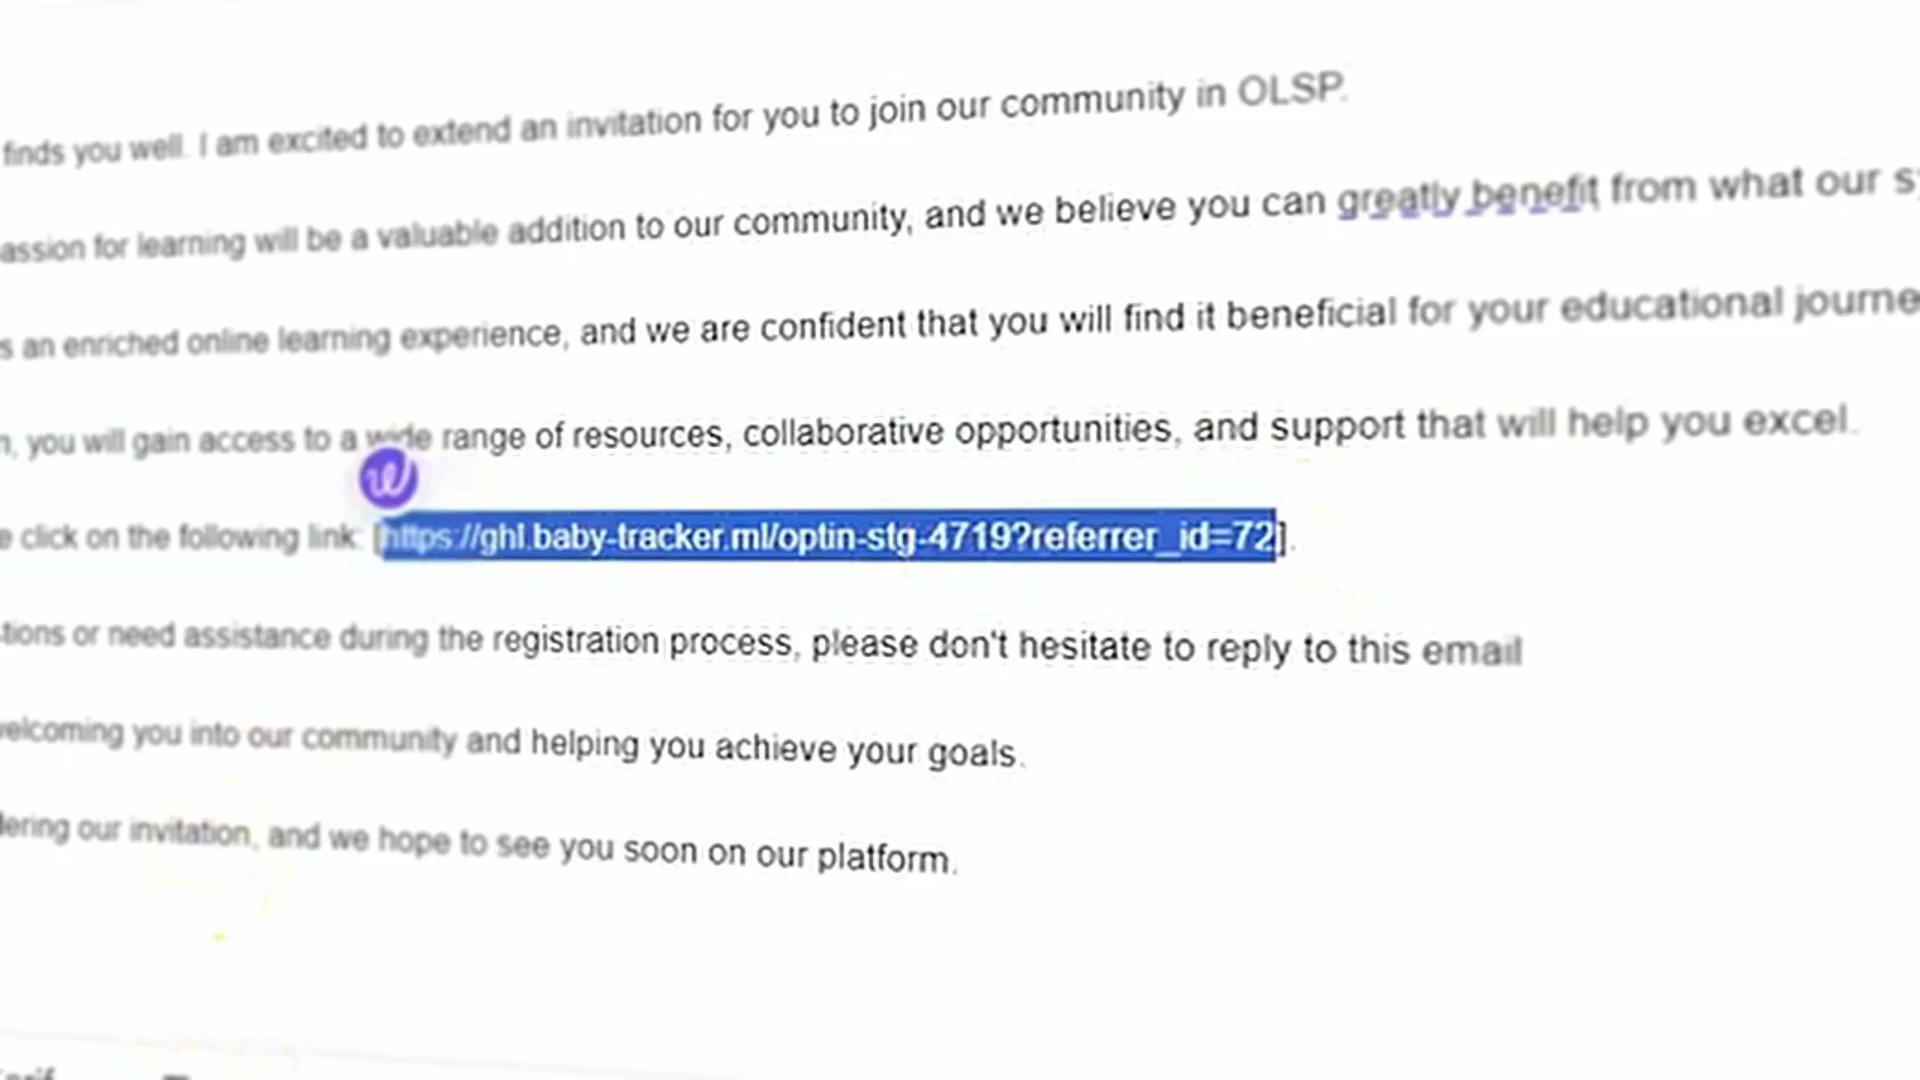 finds you well. I am excited to extend an invitation for you to join our community in OLSP.
assion for learning will be a valuable addition to our community, and we believe you can greatly benefit from what our s
s an enriched online learning experience, and we are confident that you will find it beneficial for your educational journe
, you will gain access to a wide range of resources, collaborative opportunities, and support that will help you excel.
e click on the following link: [https://ghl.baby-tracker.ml/optin-stg-4719?referrer_id=72].
tions or need assistance during the registration process, please don't hesitate to reply to this email
elcoming you into our community and helping you achieve your goals.
dering our invitation, and we hope to see you soon on our platform.